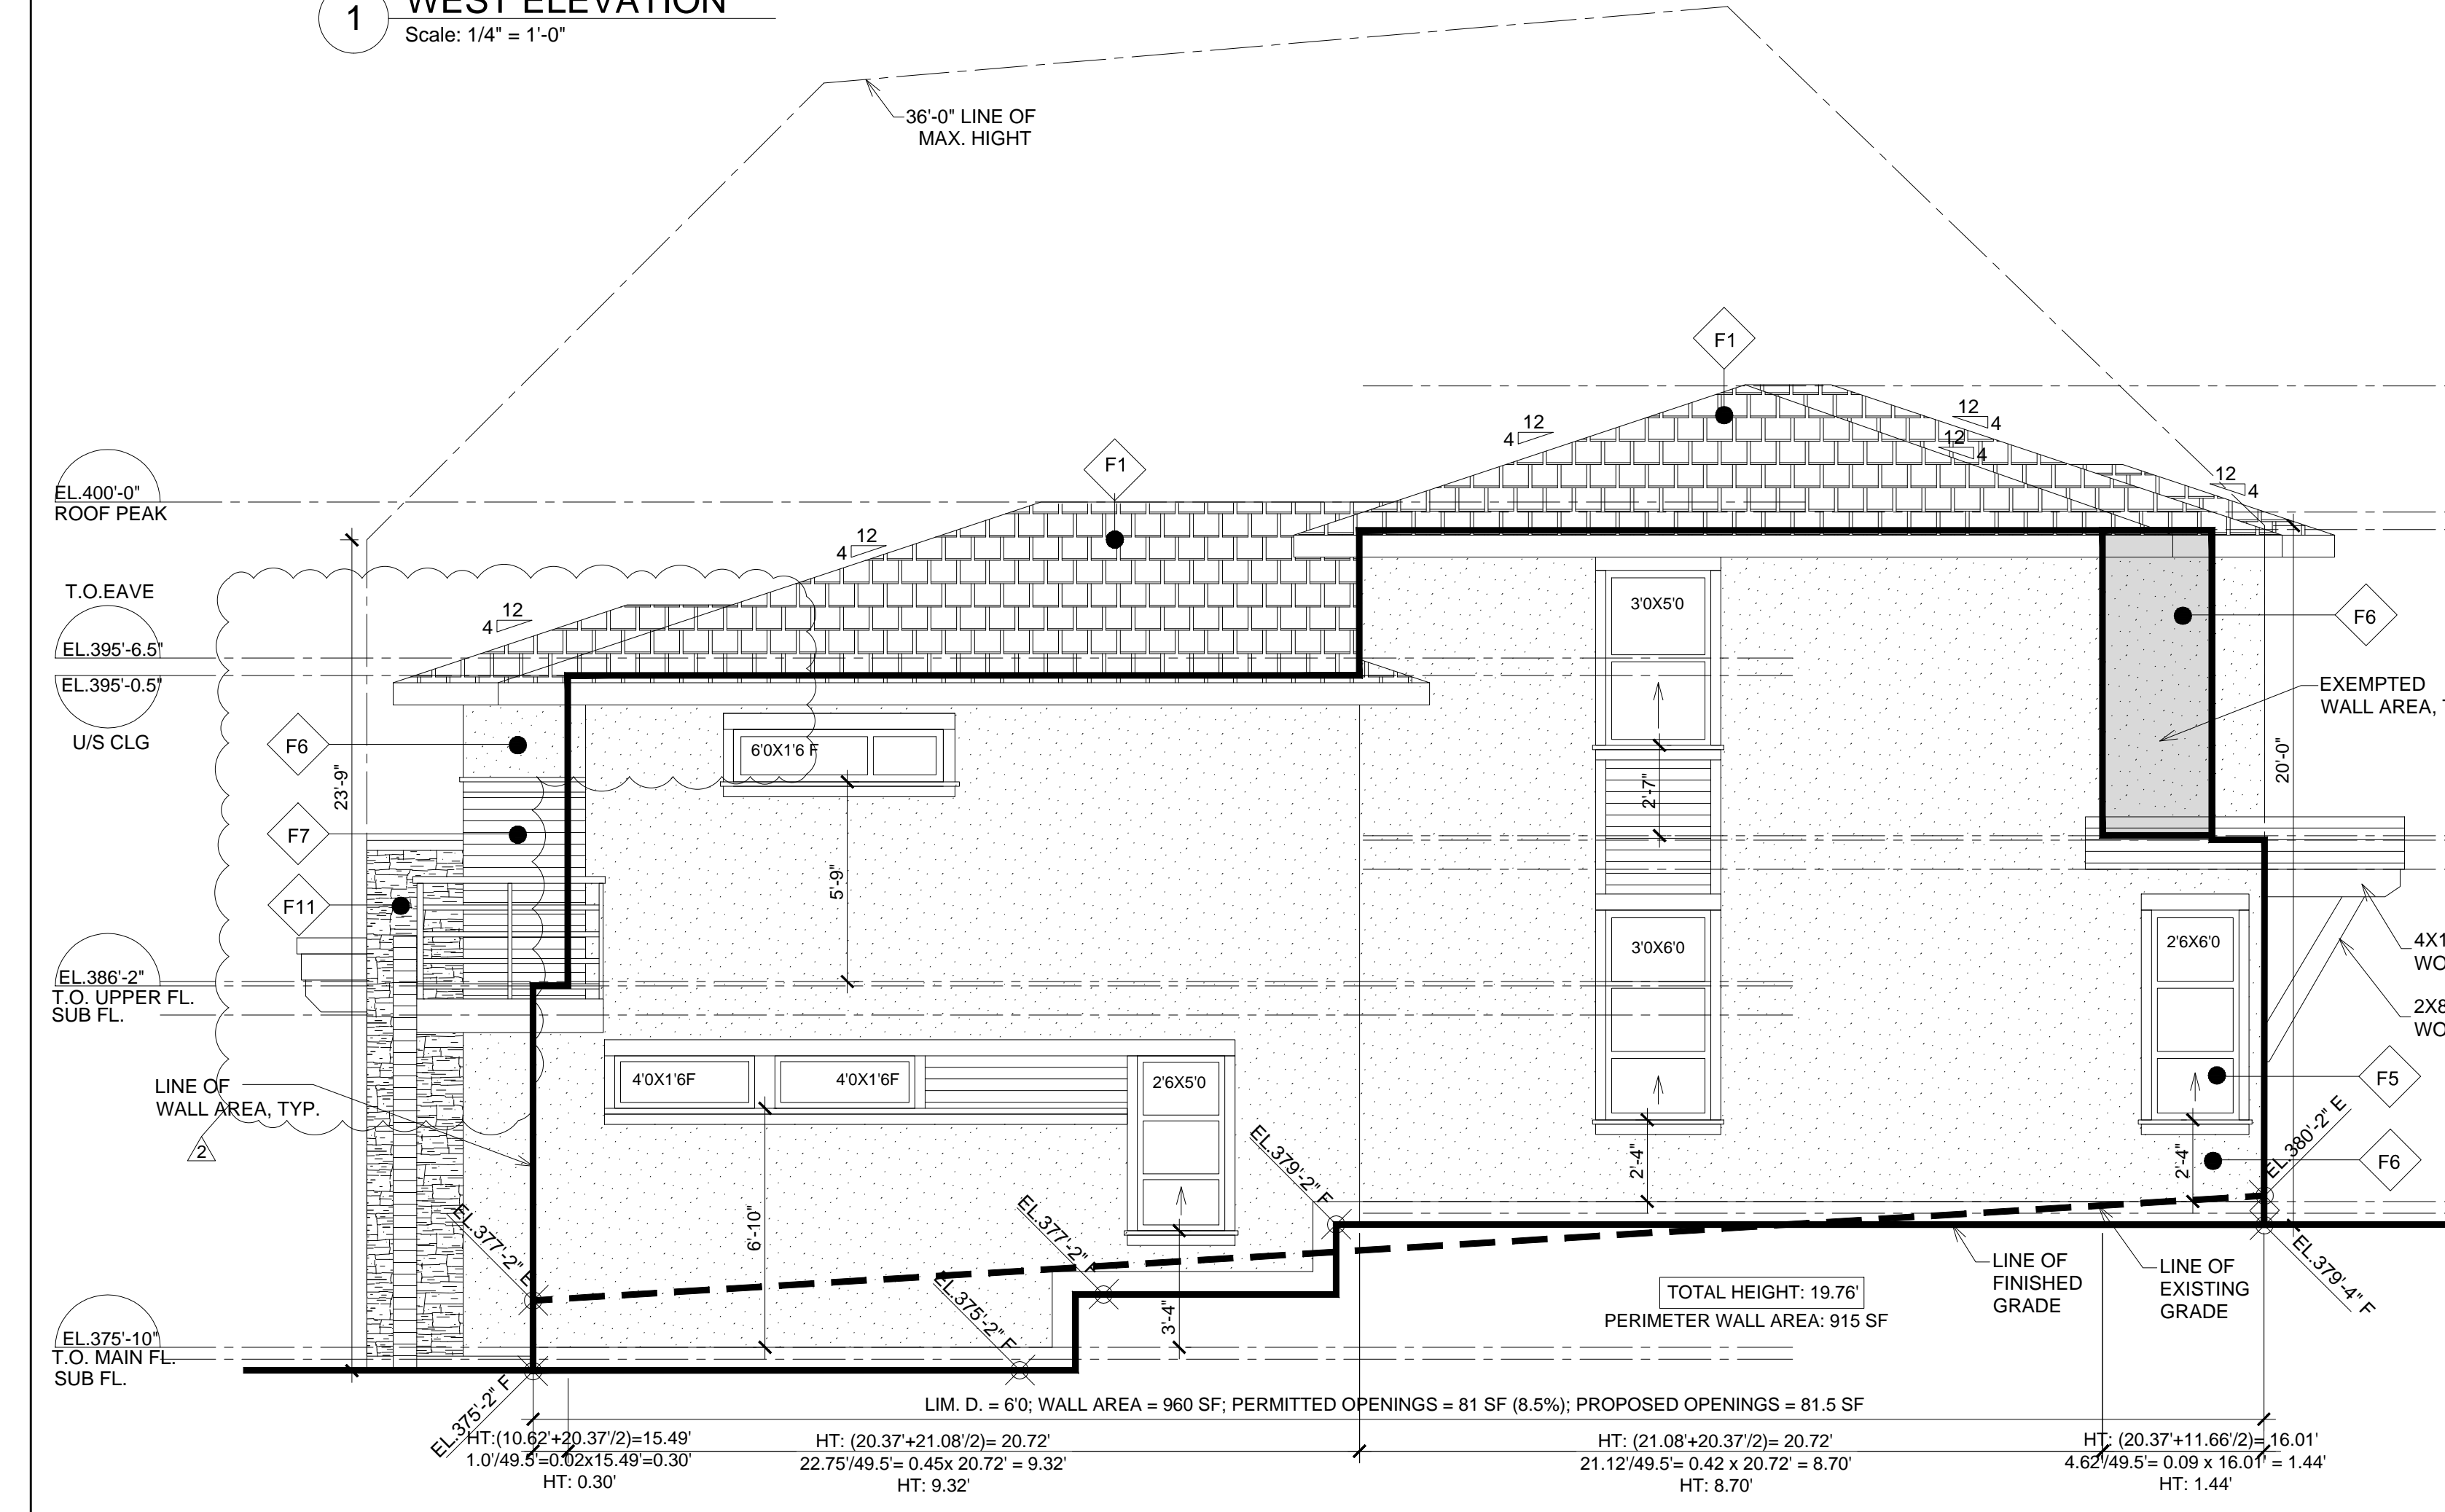 1
WEST ELEVATION
Scale: 1/4" = 1'-0"
36'-0" LINE OF
MAX. HIGHT
F1
12
4
12
4
12
4
12
4
F1
EL.400'-0"
ROOF PEAK
12
4
T.O.EAVE
12
4
3'0X5'0
F6
EL.395'-6.5"
EL.395'-0.5"
U/S CLG
EXEMPTED
WALL AREA,
F6
6'0X1'6 F
23'-9"
2'-7"
20'-0"
F7
5'-9"
F11
3'0X6'0
2'6X6'0
EL.386'-2"
T.O. UPPER FL.
SUB FL.
F5
LINE OF
WALL AREA, TYP.
4'0X1'6F
4'0X1'6F
2'6X5'0
2
EL.379'-2" F
EL.380'-2" E
2'-4"
2'-4"
F6
EL.377'-2" E
6'-10"
EL.377'-2" F
EL.375'-2" F
3'-4"
LINE OF
FINISHED
GRADE
LINE OF
EXISTING
GRADE
EL.379'-4" F
TOTAL HEIGHT: 19.76'
PERIMETER WALL AREA: 915 SF
EL.375'-10"
T.O. MAIN FL.
SUB FL.
EL.375'-2" F
LIM. D. = 6'0; WALL AREA = 960 SF; PERMITTED OPENINGS = 81 SF (8.5%); PROPOSED OPENINGS = 81.5 SF
HT:(10.62'+20.37'/2)=15.49'
1.0'/49.5'=0.02x15.49'=0.30'
HT: 0.30'
HT: (20.37'+21.08'/2)= 20.72'
22.75'/49.5'= 0.45x 20.72' = 9.32'
HT: 9.32'
HT: (21.08'+20.37'/2)= 20.72'
21.12'/49.5'= 0.42 x 20.72' = 8.70'
HT: 8.70'
HT: (20.37'+11.66'/2)= 16.01'
4.62'/49.5'= 0.09 x 16.01' = 1.44'
HT: 1.44'